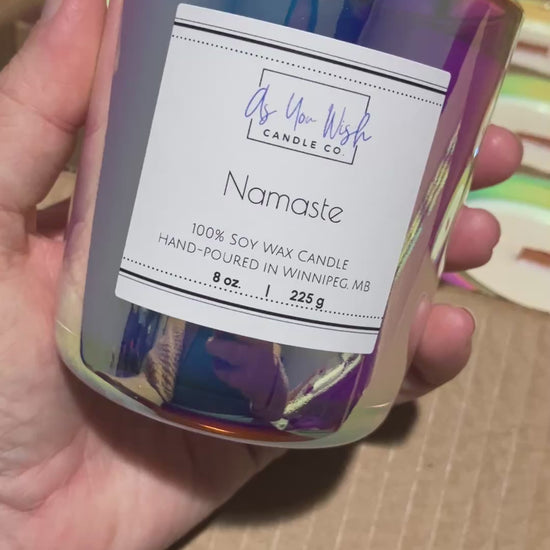 As You Wish
CANDLE CO.
Namaste
100% SOY WAX CANDLE
HAND-POURED IN WINNIPEG, MB
8 oz. | 225 g